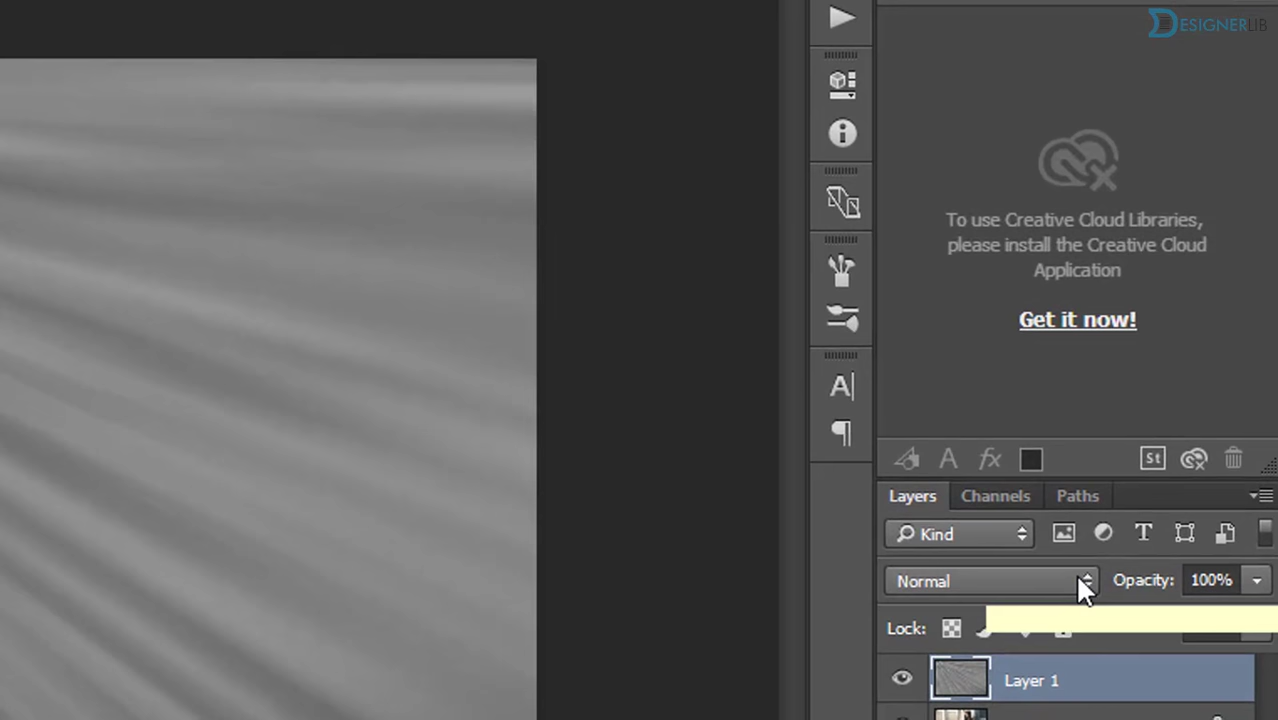 DESIGNERLIB
To use Creative Cloud Libraries,
please install the Creative Cloud
Application
Get it now!
A|
¶
A fx St
Layers Channels Paths
Kind T
Normal Opacity: 100%
Lock:
Layer 1